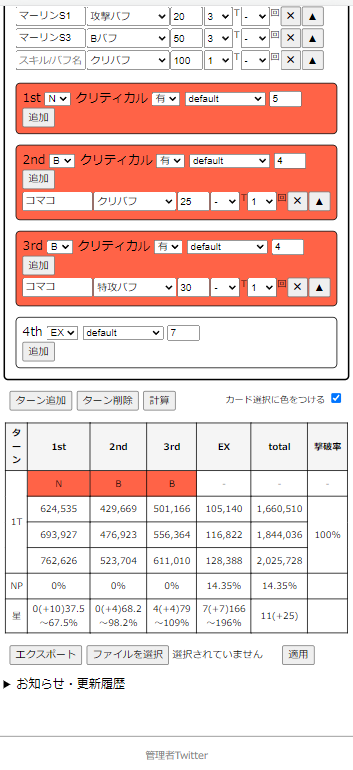 マーリンS1 攻撃バフ 20 3 T - 回 ✕ ▲
マーリンS3 Bバフ 50 3 T - 回 ✕ ▲
スキル/バフ名 クリバフ 100 1 T - 回 ✕ ▲
1st N クリティカル 有 default 5
追加
2nd B クリティカル 有 default 4
追加
コマコ クリバフ 25 - T 1 回 ✕ ▲
3rd B クリティカル 有 default 4
追加
コマコ 特攻バフ 30 - T 1 回 ✕ ▲
4th EX default 7
追加
ターン追加 ターン削除 計算 カード選択に色をつける
ターン 1st 2nd 3rd EX total 撃破率
N B B - - -
1T 624,535 429,669 501,166 105,140 1,660,510 100%
693,927 476,923 556,364 116,822 1,844,036
762,626 523,704 611,010 128,388 2,025,728
NP 0% 0% 0% 14.35% 14.35%
星 0(+10)37.5～67.5% 0(+4)68.2～98.2% 4(+4)79～109% 7(+7)166～196% 11(+25)
エクスポート ファイルを選択 選択されていません 適用
▶ お知らせ・更新履歴
管理者Twitter